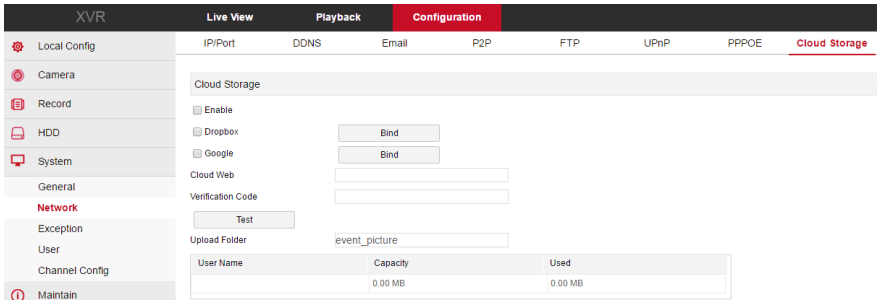 XVR Live View Playback Configuration
Local Config IP/Port DDNS Email P2P FTP UPnP PPPOE Cloud Storage
Camera
Cloud Storage
Record
Enable
HDD
Dropbox Bind
System
Google Bind
Cloud Web
General
Verification Code
Network
Test
Exception
Upload Folder event_picture
User
User Name Capacity Used
Channel Config
0.00 MB 0.00 MB
Maintain